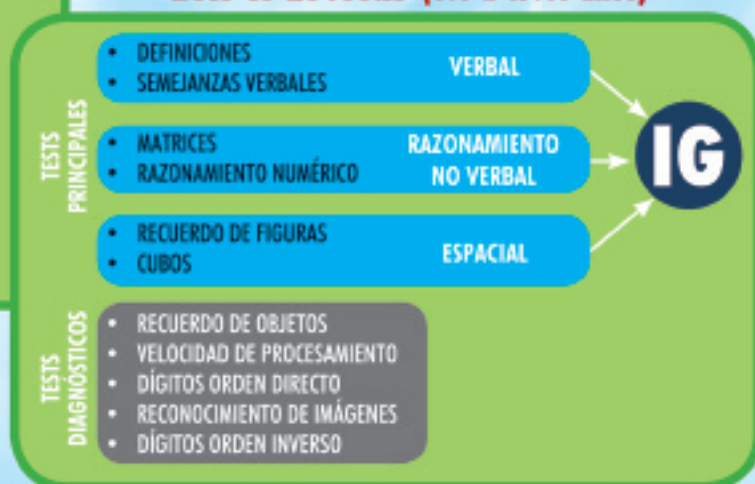 TESTS
PRINCIPALES
• DEFINICIONES
• SEMEJANZAS VERBALES
VERBAL
• MATRICES
• RAZONAMIENTO NUMÉRICO
RAZONAMIENTO
NO VERBAL
• RECUERDO DE FIGURAS
• CUBOS
ESPACIAL
IG
TESTS
DIAGNÓSTICOS
• RECUERDO DE OBJETOS
• VELOCIDAD DE PROCESAMIENTO
• DÍGITOS ORDEN DIRECTO
• RECONOCIMIENTO DE IMÁGENES
• DÍGITOS ORDEN INVERSO